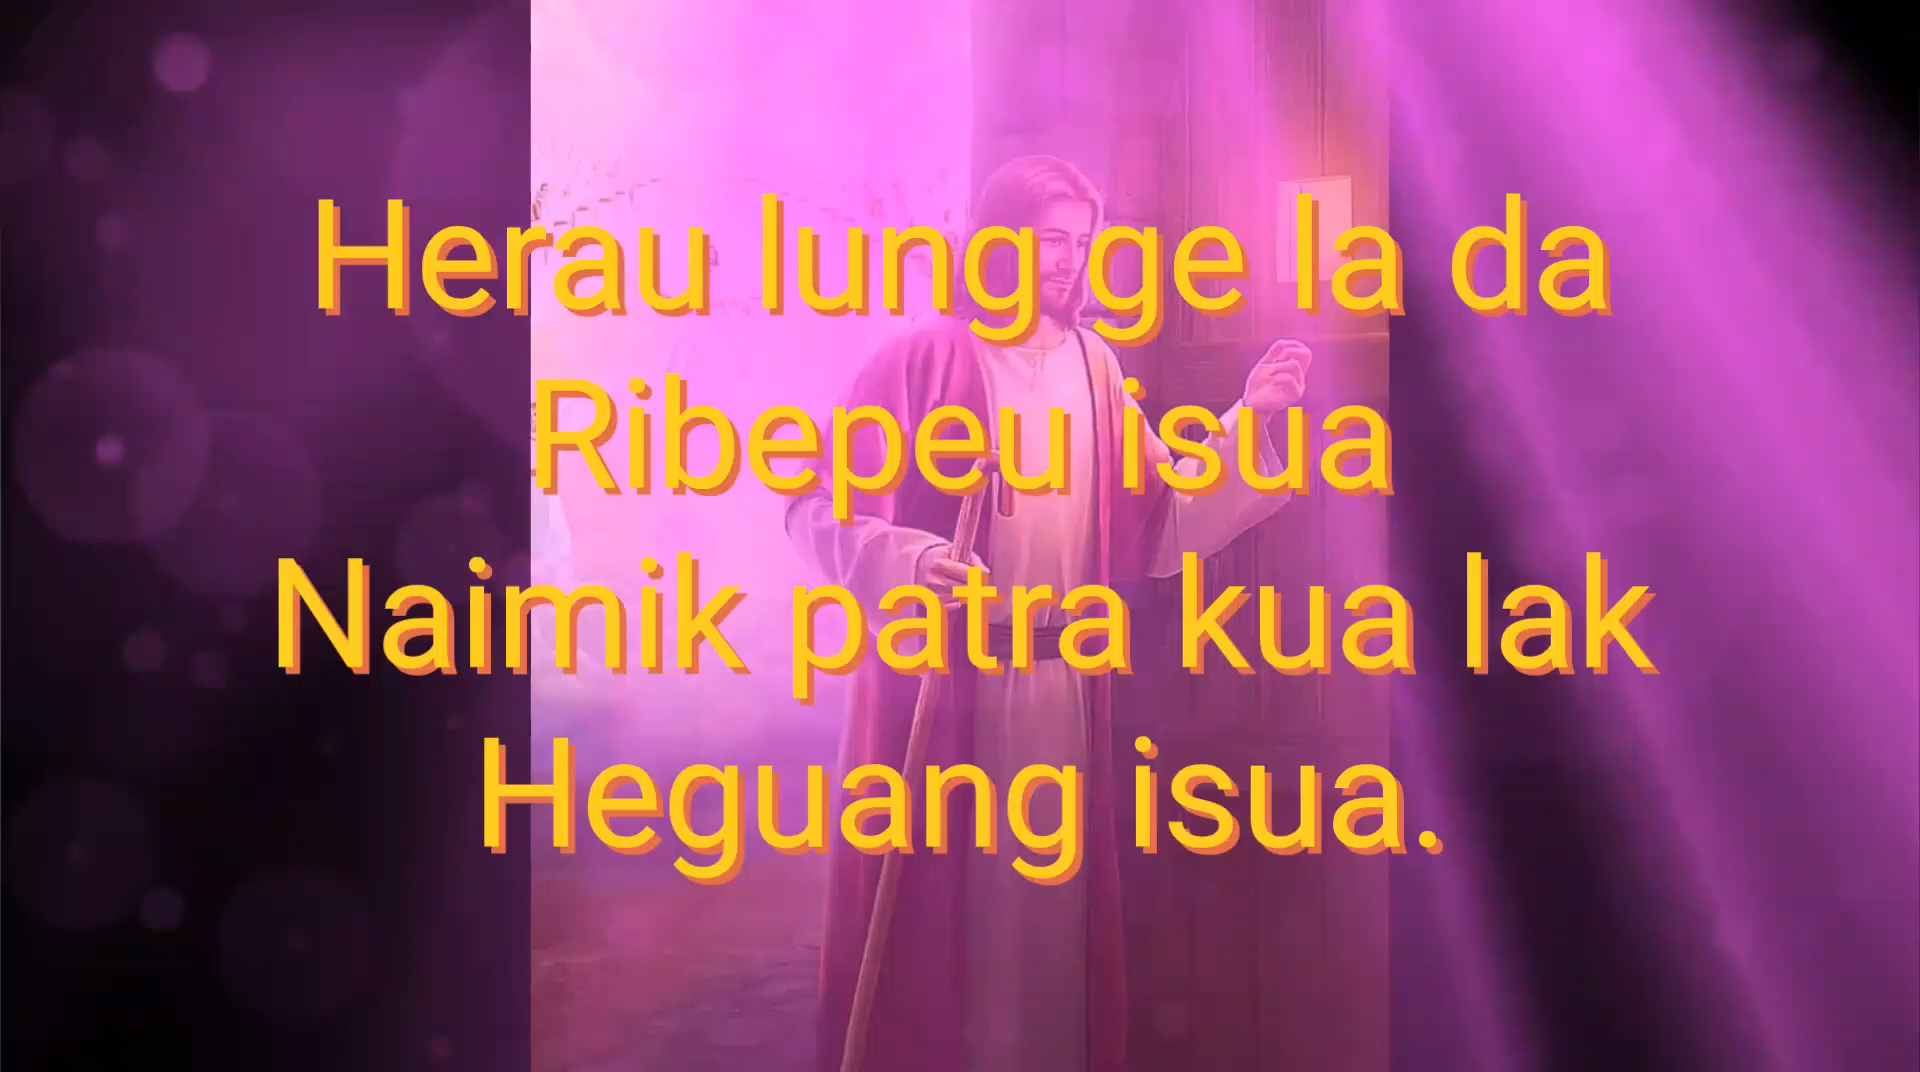 Herau lung ge la da
Ribepeu isua
Naimik patra kua lak
Heguang isua.